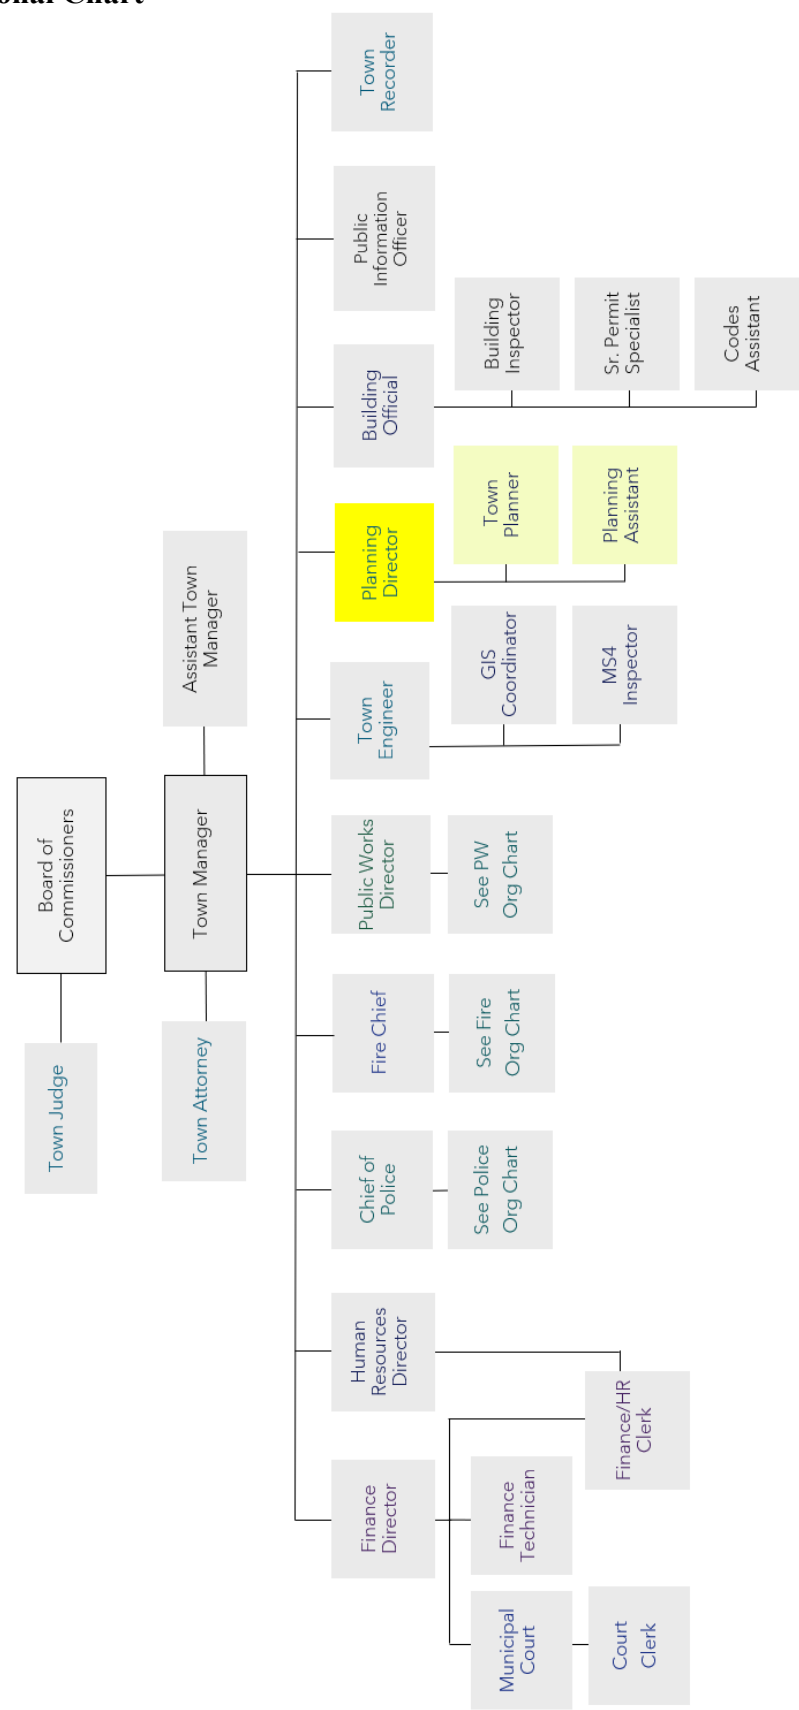 Board of
Commissioners
Town Judge
Town Manager
Assistant Town
Manager
Town Attorney
Finance
Director
Human
Resources
Director
Chief of
Police
Fire Chief
Public Works
Director
Town
Engineer
Planning
Director
Building
Official
Public
Information
Officer
Town
Recorder
Municipal
Court
Court
Clerk
Finance
Technician
Finance/HR
Clerk
See Police
Org Chart
See Fire
Org Chart
See PW
Org Chart
GIS
Coordinator
MS4
Inspector
Town
Planner
Planning
Assistant
Building
Inspector
Sr. Permit
Specialist
Codes
Assistant